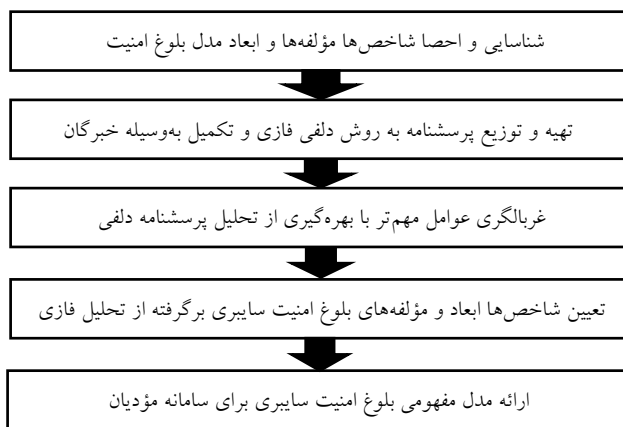 شناسایی و احصا شاخص‌ها مؤلفه‌ها و ابعاد مدل بلوغ امنیت
تهیه و توزیع پرسشنامه به روش دلفی فازی و تکمیل به‌وسیله خبرگان
غربالگری عوامل مهم‌تر با بهره‌گیری از تحلیل پرسشنامه دلفی
تعیین شاخص‌ها ابعاد و مؤلفه‌های بلوغ امنیت سایبری برگرفته از تحلیل فازی
ارائه مدل مفهومی بلوغ امنیت سایبری برای سامانه مؤدیان